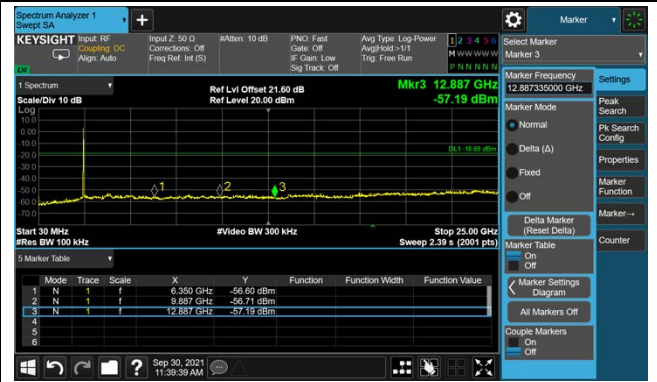 Spectrum Analyzer 1
Swept SA
Marker
KEYSIGHT
Input: RF
Coupling: DC
Align: Auto
Input Z: 50 Ω
Corrections: Off
Freq Ref: Int (S)
#Atten: 10 dB
PNO: Fast
Gate: Off
IF Gain: Low
Sig Track: Off
Avg Type: Log-Power
Avg|Hold:>1/1
Trig: Free Run
1 2 3 4 5 6
M W W W W W
P N N N N N
LXI
Select Marker
Marker 3
1 Spectrum
Ref Lvl Offset 21.60 dB
Mkr3 12.887 GHz
Scale/Div 10 dB
Ref Level 20.00 dBm
-57.19 dBm
Log
10.0
0.00
-10.0
-20.0
-30.0
-40.0
-50.0
-60.0
-70.0
1
2
3
Start 30 MHz
#Video BW 300 kHz
Stop 25.00 GHz
#Res BW 100 kHz
Sweep 2.39 s (2001 pts)
5 Marker Table
Mode Trace Scale X Y Function Function Width Function Value
1 N 1 f 6.350 GHz -56.60 dBm
2 N 1 f 9.887 GHz -56.71 dBm
3 N 1 f 12.887 GHz -57.19 dBm
4
5
6
Marker Frequency
12.887335000 GHz
Marker Mode
Normal
Delta (Δ)
Fixed
Off
Delta Marker
(Reset Delta)
Marker Table
On
Off
Marker Settings
Diagram
All Markers Off
Couple Markers
On
Off
Settings
Peak
Search
Pk Search
Config
Properties
Marker
Function
Marker→
Counter
?
Sep 30, 2021
11:39:39 AM